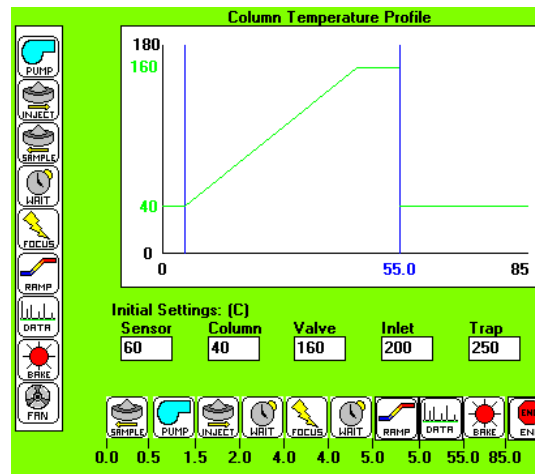 Column Temperature Profile
180
160
40
0
0 55.0 85
PUMP
INJECT
SAMPLE
WAIT
FOCUS
RAMP
DATA
BAKE
FAN
Initial Settings: (C)
Sensor Column Valve Inlet Trap
60 40 160 200 250
SAMPLE PUMP INJECT WAIT FOCUS WAIT RAMP DATA BAKE EN
0.0 0.5 1.5 2.0 4.0 4.0 5.0 5.0 55.0 85.0